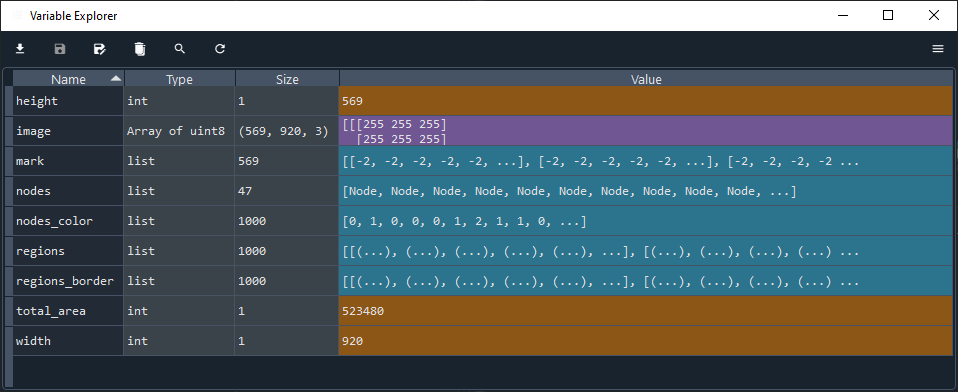 Variable Explorer
Name Type Size Value
height int 1 569
image Array of uint8 (569, 920, 3) [[[255 255 255]
[255 255 255]
mark list 569 [[-2, -2, -2, -2, -2, ...], [-2, -2, -2, -2, -2, ...], [-2, -2, -2, -2 ...
nodes list 47 [Node, Node, Node, Node, Node, Node, Node, Node, Node, Node, ...]
nodes_color list 1000 [0, 1, 0, 0, 0, 1, 2, 1, 1, 0, ...]
regions list 1000 [[(...), (...), (...), (...), (...), ...], [(...), (...), (...), (...) ...
regions_border list 1000 [[(...), (...), (...), (...), (...), ...], [(...), (...), (...), (...) ...
total_area int 1 523480
width int 1 920